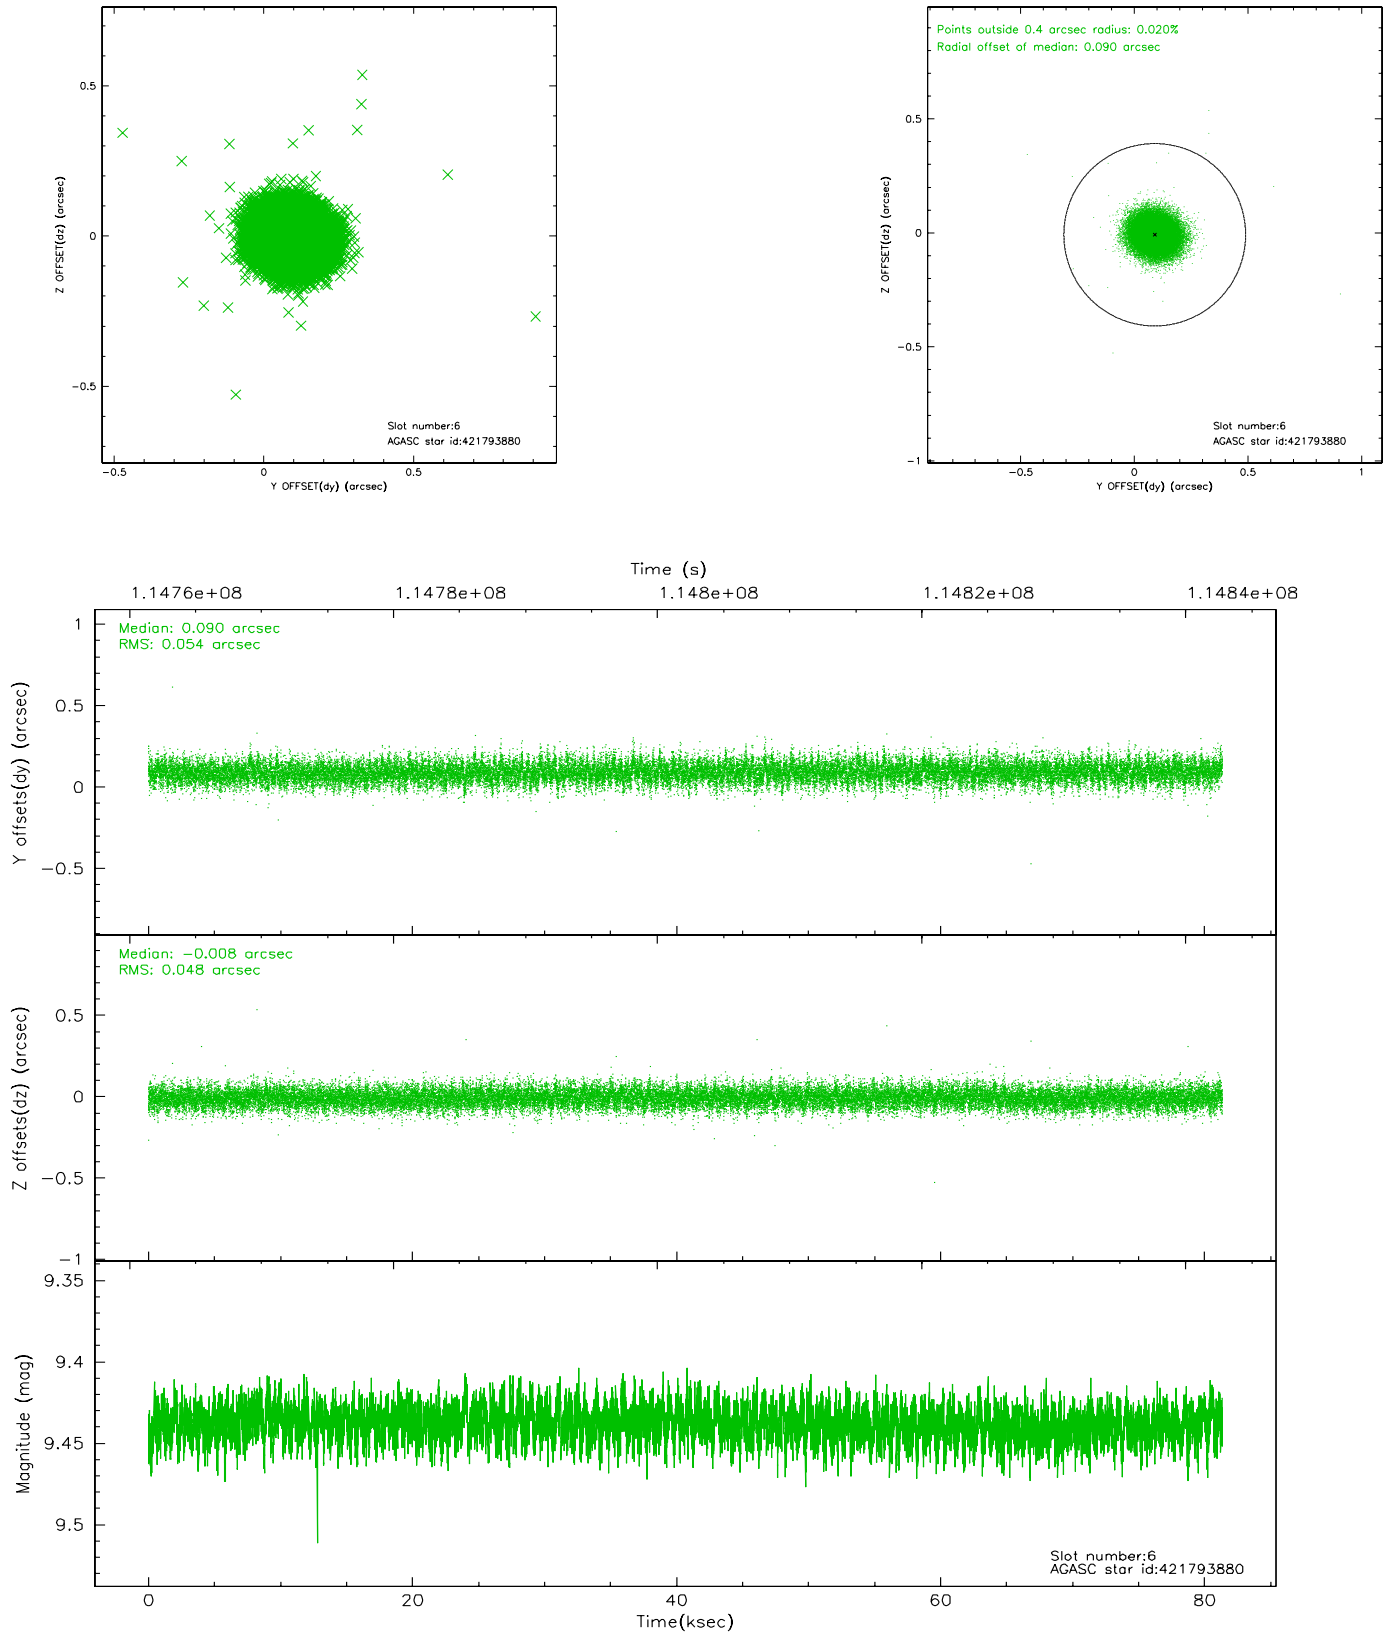 0.5
0
−0.5
Z OFFSET(dz) (arcsec)
Slot number:6
AGASC star id:421793880
−0.5 0 0.5
Y OFFSET(dy) (arcsec)
Points outside 0.4 arcsec radius: 0.020%
Radial offset of median: 0.090 arcsec
0.5
0
−0.5
−1
Z OFFSET(dz) (arcsec)
Slot number:6
AGASC star id:421793880
−0.5 0 0.5 1
Y OFFSET(dy) (arcsec)
Time (s)
1.1476e+08 1.1478e+08 1.148e+08 1.1482e+08 1.1484e+08
Median: 0.090 arcsec
RMS: 0.054 arcsec
1
0.5
0
−0.5
Y offsets(dy) (arcsec)
Median: −0.008 arcsec
RMS: 0.048 arcsec
0.5
0
−0.5
−1
Z offsets(dz) (arcsec)
9.35
9.4
9.45
9.5
Magnitude (mag)
Slot number:6
AGASC star id:421793880
0 20 40 60 80
Time(ksec)